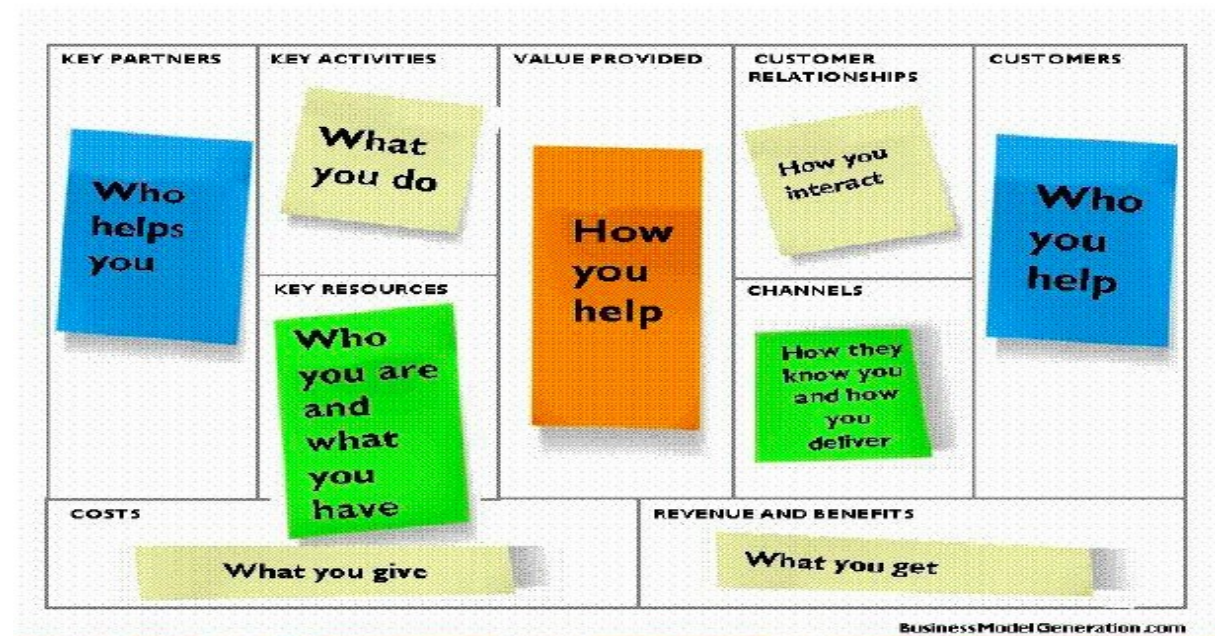 KEY PARTNERS
Who
helps
you
KEY ACTIVITIES
What
you do
KEY RESOURCES
Who
you are
and
what
you
have
VALUE PROVIDED
How
you
help
CUSTOMER
RELATIONSHIPS
How you
interact
CHANNELS
How they
know you
and how
you
deliver
CUSTOMERS
Who
you
help
COSTS
What you give
REVENUE AND BENEFITS
What you get
BusinessModelGeneration.com